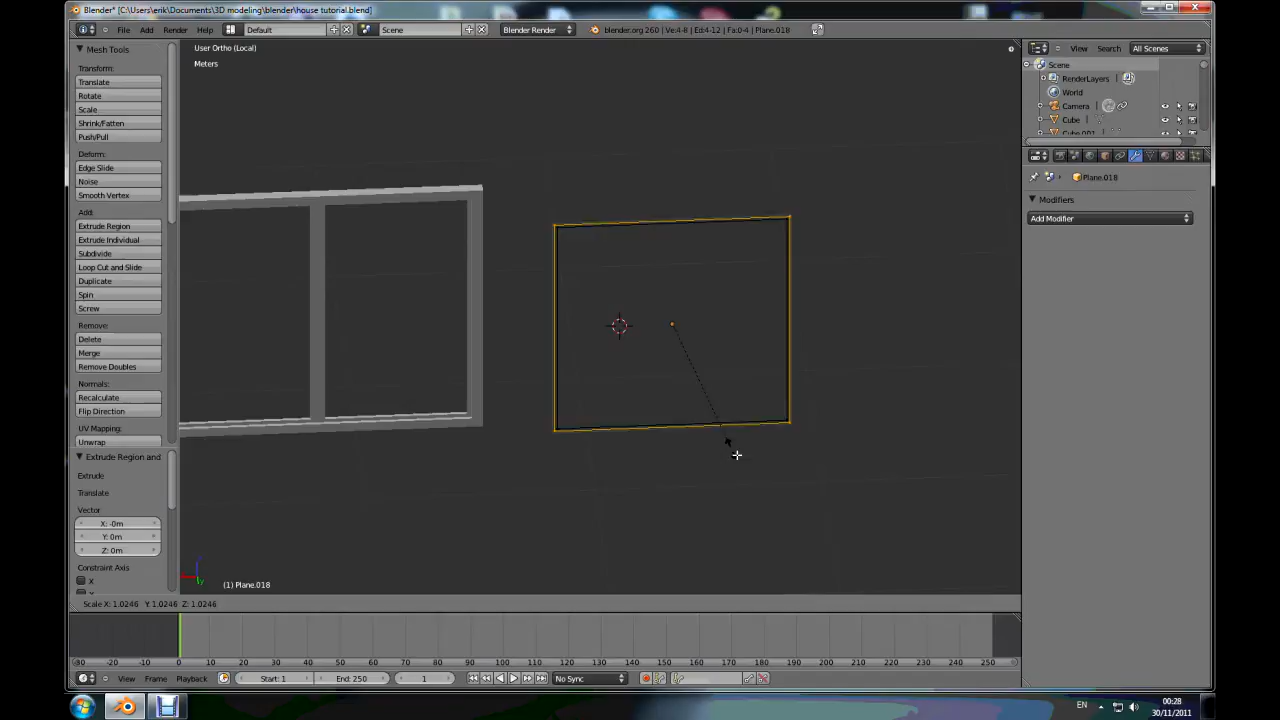 Blender* [C:\Users\erik\Documents\3D modeling\blender\house tutorial.blend]
File Add Render Help Default Scene Blender Render blender.org 260 | Ve:4-8 | Ed:4-12 | Fa:0-4 | Plane.018
Mesh Tools
Transform:
Translate
Rotate
Scale
Shrink/Fatten
Push/Pull
Deform:
Edge Slide
Noise
Smooth Vertex
Add:
Extrude Region
Extrude Individual
Subdivide
Loop Cut and Slide
Duplicate
Spin
Screw
Remove:
Delete
Merge
Remove Doubles
Normals:
Recalculate
Flip Direction
UV Mapping:
Unwrap
Extrude Region and
Extrude
Translate
Vector
X: -0m
Y: 0m
Z: 0m
Constraint Axis
X
User Ortho (Local)
Meters
(1) Plane.018
Scale X: 1.0246 Y: 1.0246 Z: 1.0246
View Search All Scenes
Scene
RenderLayers
World
Camera
Cube
Cube.001
Plane.018
Modifiers
Add Modifier
-30 -20 -10 0 10 20 30 40 50 60 70 80 90 100 110 120 130 140 150 160 170 180 190 200 210 220 230 240 250
View Frame Playback Start: 1 End: 250 1 No Sync
EN
00:28
30/11/2011